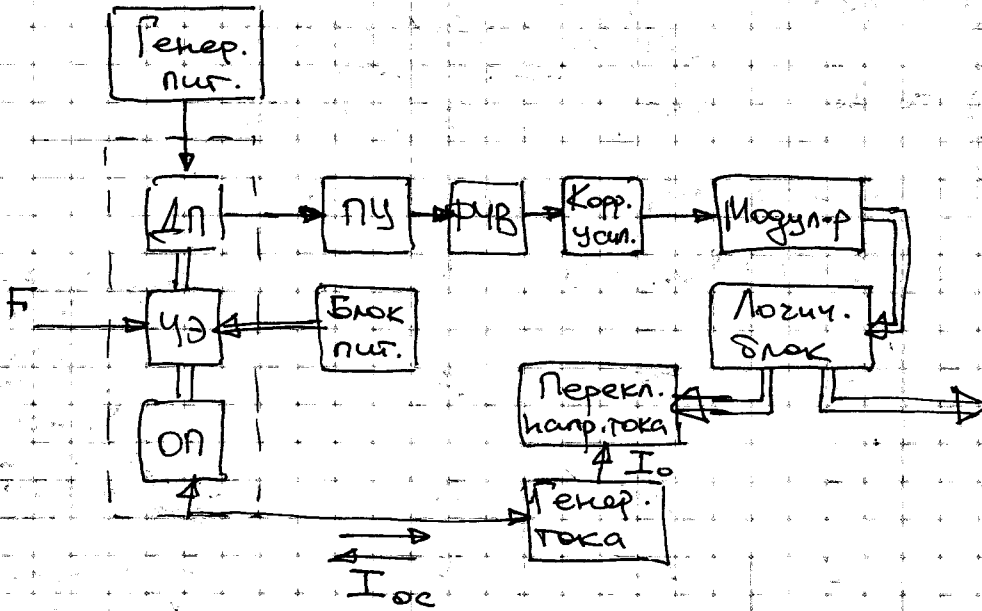 Генер.
пит.
ДП
ПУ
РЧВ
Корр.
усил.
Модул-р
F
ЧЭ
Блок
пит.
Логич.
блок
Перекл.
напр.тока
ОП
I₀
Генер.
тока
Iос